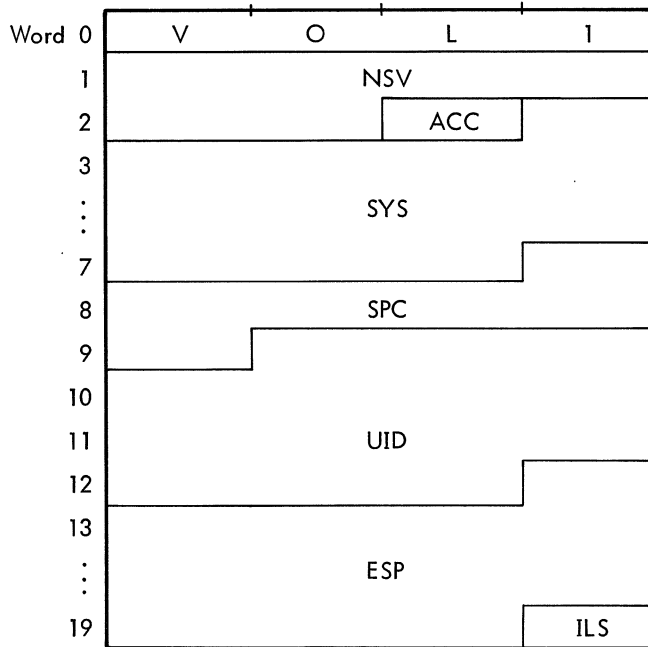 Word 0 V O L 1
1 NSV
2 ACC
3
⋮ SYS
7
8 SPC
9
10
11 UID
12
13
⋮ ESP
19 ILS